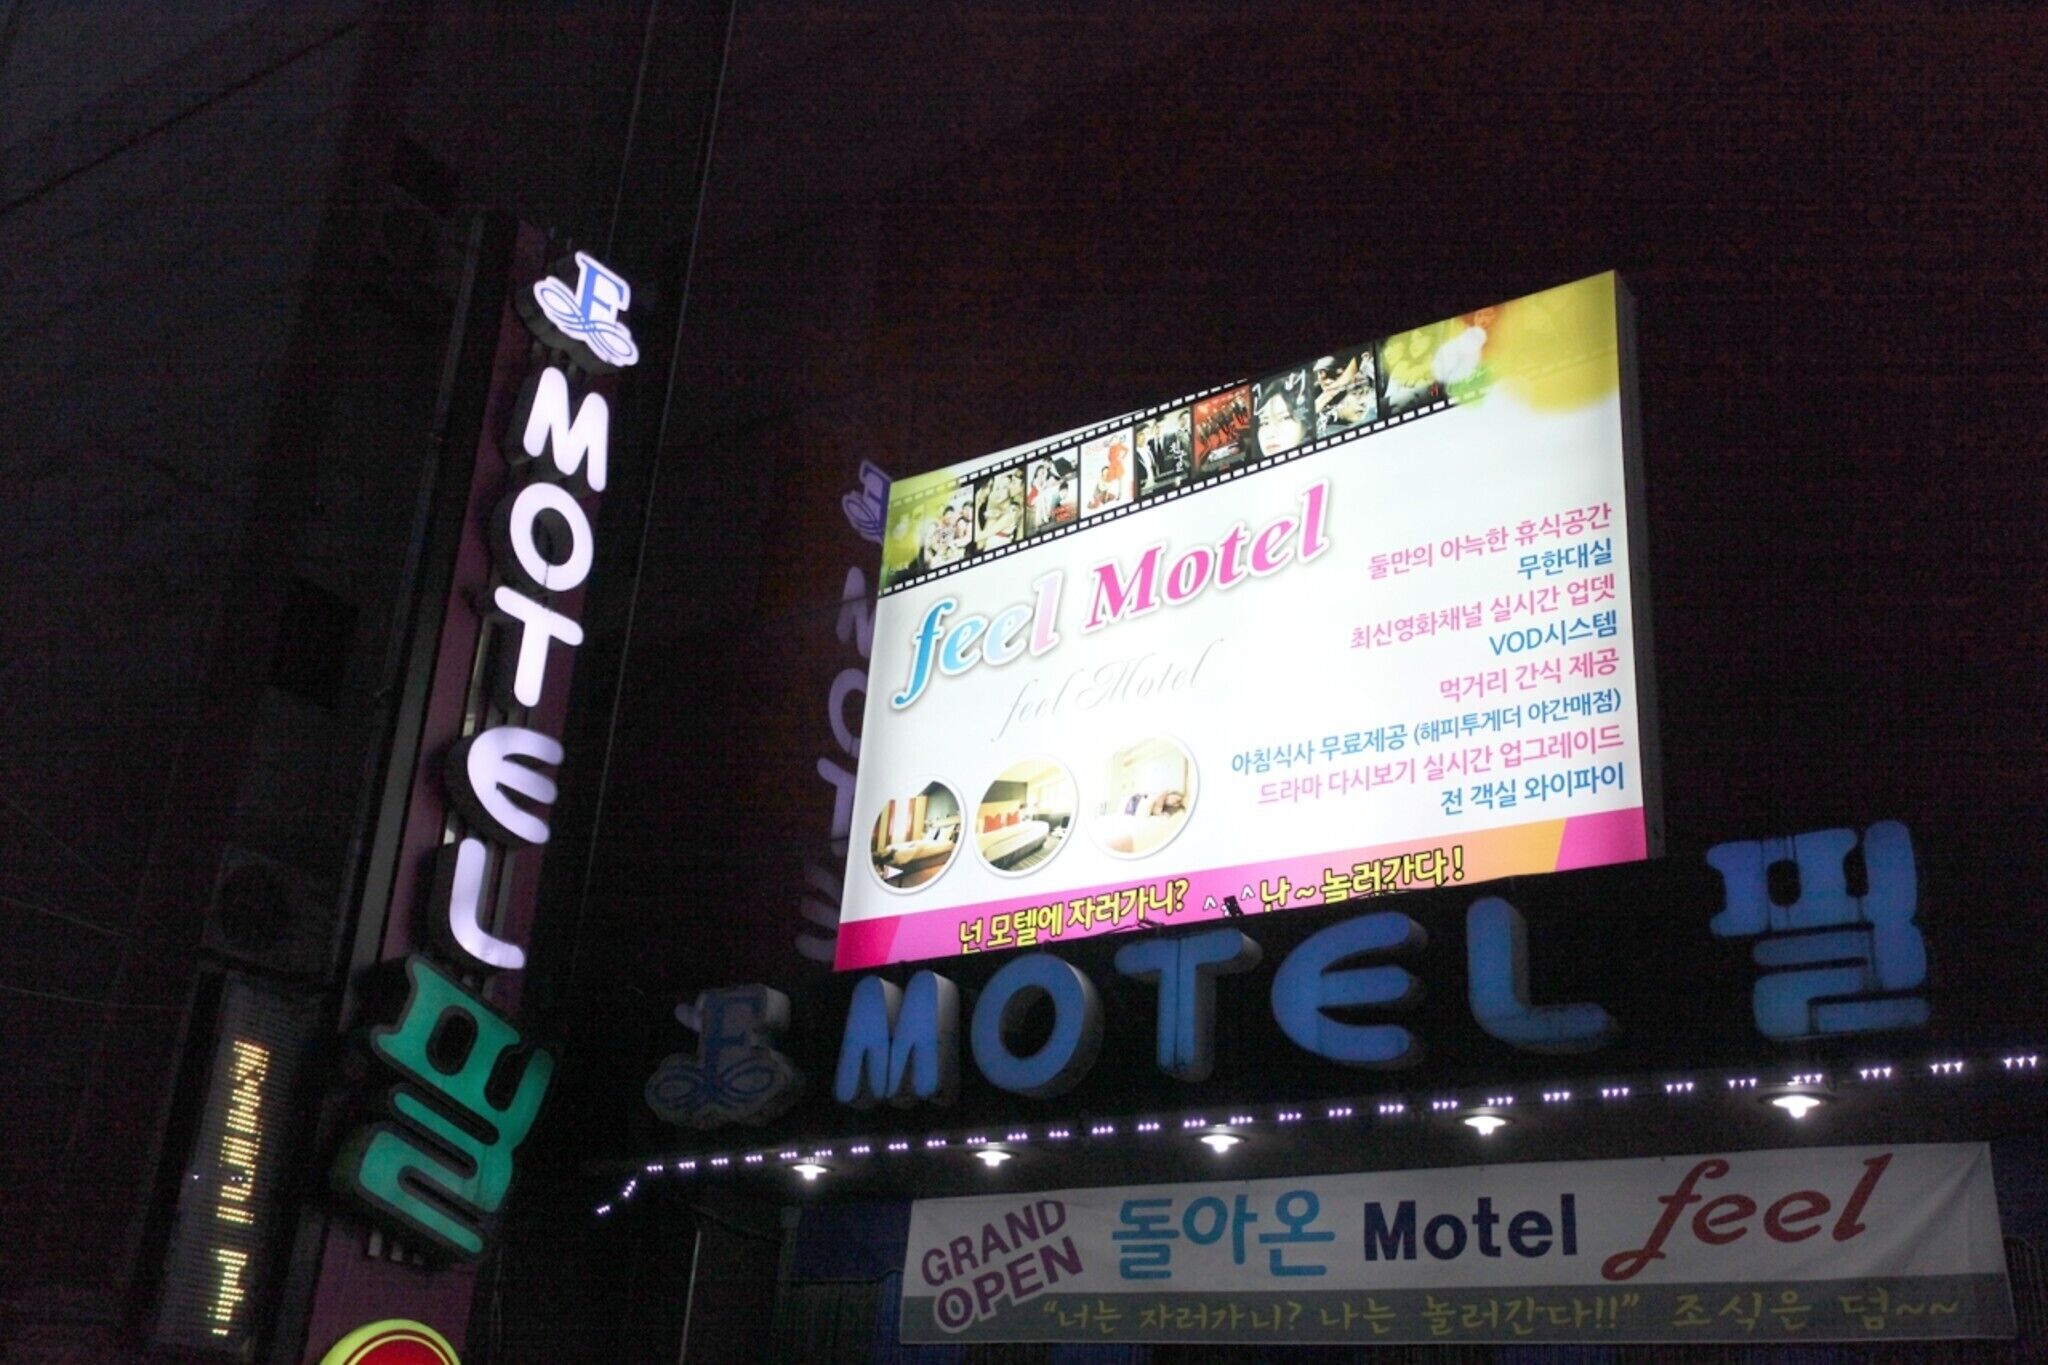 F
MOTEL
필
feel Motel
feel Motel
둘만의 아늑한 휴식공간
무한대실
최신영화채널 실시간 업뎃
VOD시스템
먹거리 간식 제공
아침식사 무료제공 (해피투게더 야간매점)
드라마 다시보기 실시간 업그레이드
전 객실 와이파이
넌 모텔에 자러가니? ^.^ 난~놀러간다!
F MOTEL 필
GRAND OPEN 돌아온 Motel feel
"너는 자러가니? 나는 놀러간다!!" 조식은 덤~~